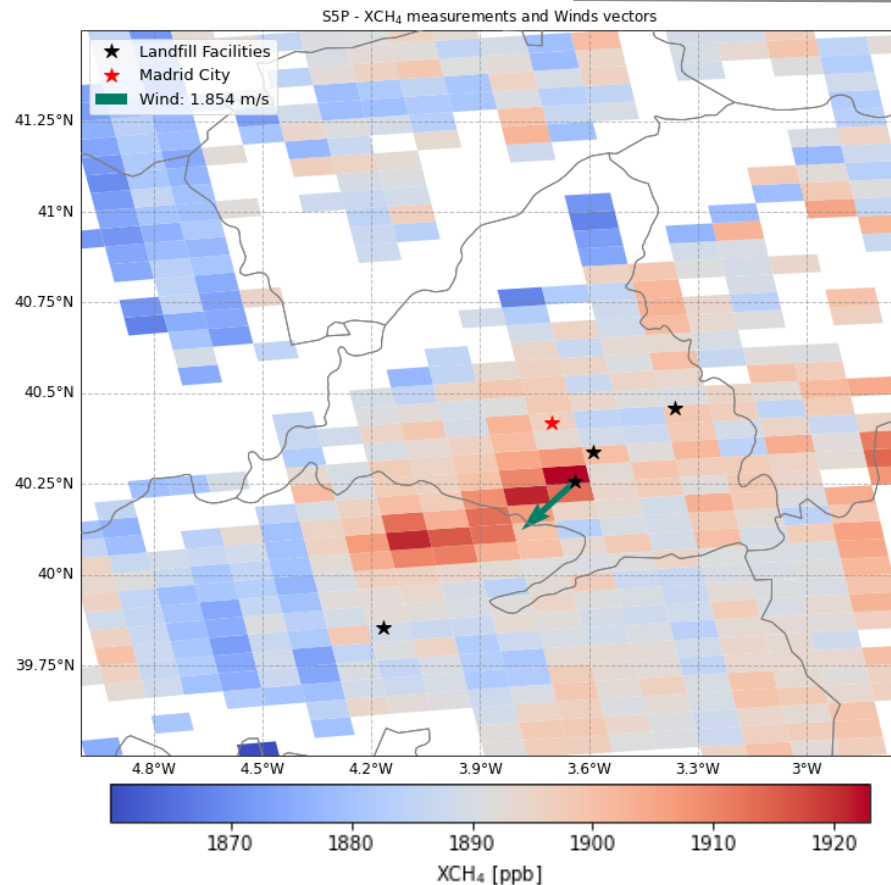 S5P - XCH₄ measurements and Winds vectors
Landfill Facilities
Madrid City
Wind: 1.854 m/s
41.25°N
41°N
40.75°N
40.5°N
40.25°N
40°N
39.75°N
4.8°W 4.5°W 4.2°W 3.9°W 3.6°W 3.3°W 3°W
1870 1880 1890 1900 1910 1920
XCH₄ [ppb]